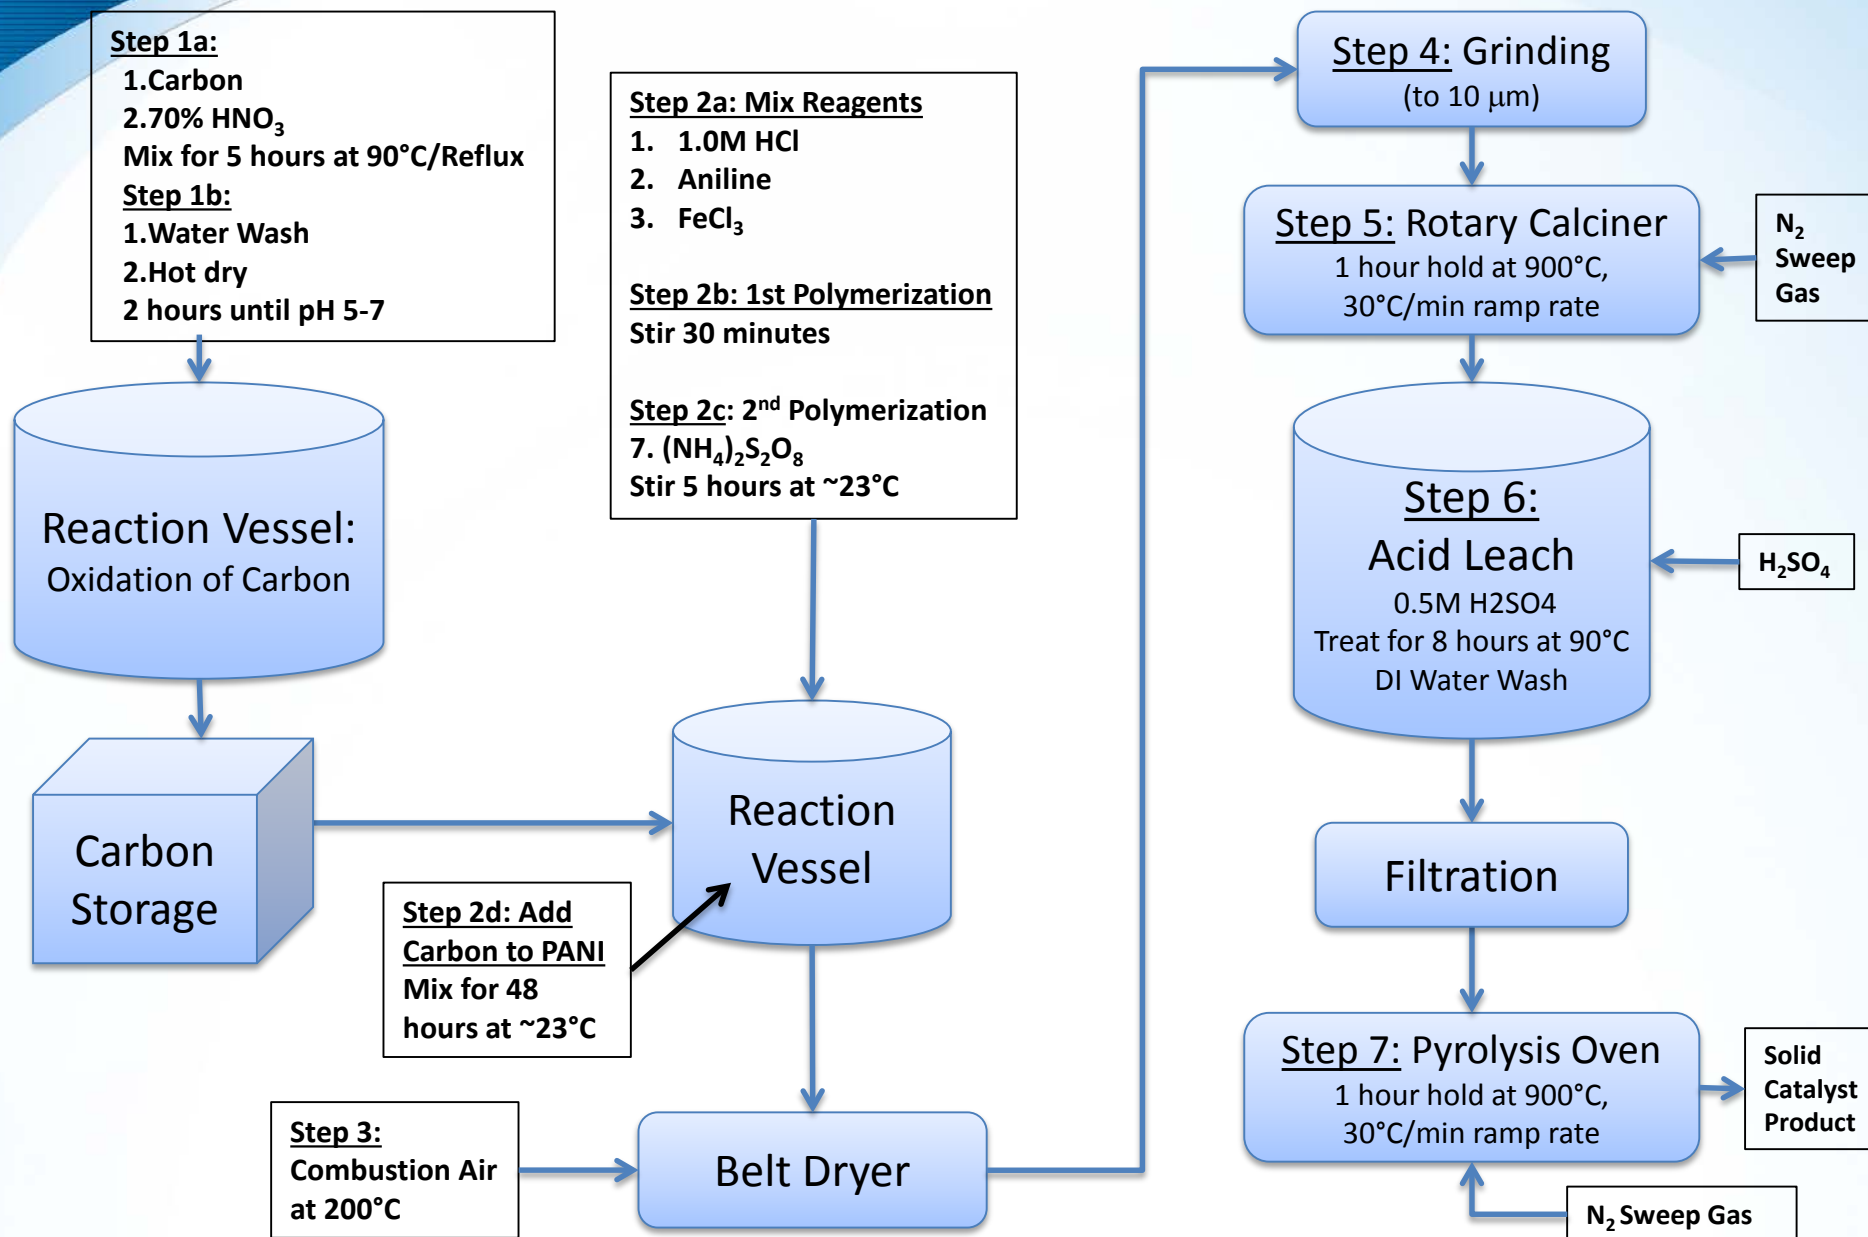 Step 1a:
1.Carbon
2.70% HNO₃
Mix for 5 hours at 90°C/Reflux
Step 1b:
1.Water Wash
2.Hot dry
2 hours until pH 5-7
Reaction Vessel:
Oxidation of Carbon
Carbon
Storage
Step 2a: Mix Reagents
1. 1.0M HCl
2. Aniline
3. FeCl₃
Step 2b: 1st Polymerization
Stir 30 minutes
Step 2c: 2ⁿᵈ Polymerization
7. (NH₄)₂S₂O₈
Stir 5 hours at ~23°C
Reaction
Vessel
Step 2d: Add
Carbon to PANI
Mix for 48
hours at ~23°C
Step 3:
Combustion Air
at 200°C
Belt Dryer
Step 4: Grinding
(to 10 µm)
Step 5: Rotary Calciner
1 hour hold at 900°C,
30°C/min ramp rate
N₂
Sweep
Gas
Step 6:
Acid Leach
0.5M H2SO4
Treat for 8 hours at 90°C
DI Water Wash
H₂SO₄
Filtration
Step 7: Pyrolysis Oven
1 hour hold at 900°C,
30°C/min ramp rate
Solid
Catalyst
Product
N₂ Sweep Gas